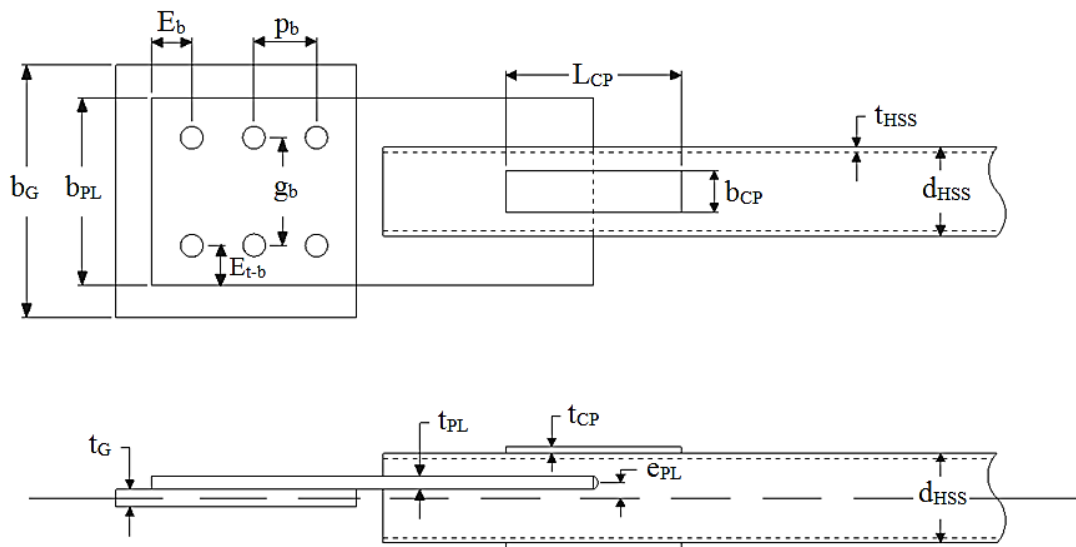 E_b
p_b
L_CP
t_HSS
b_G
b_PL
g_b
b_CP
d_HSS
E_t-b
t_PL
t_CP
t_G
e_PL
d_HSS